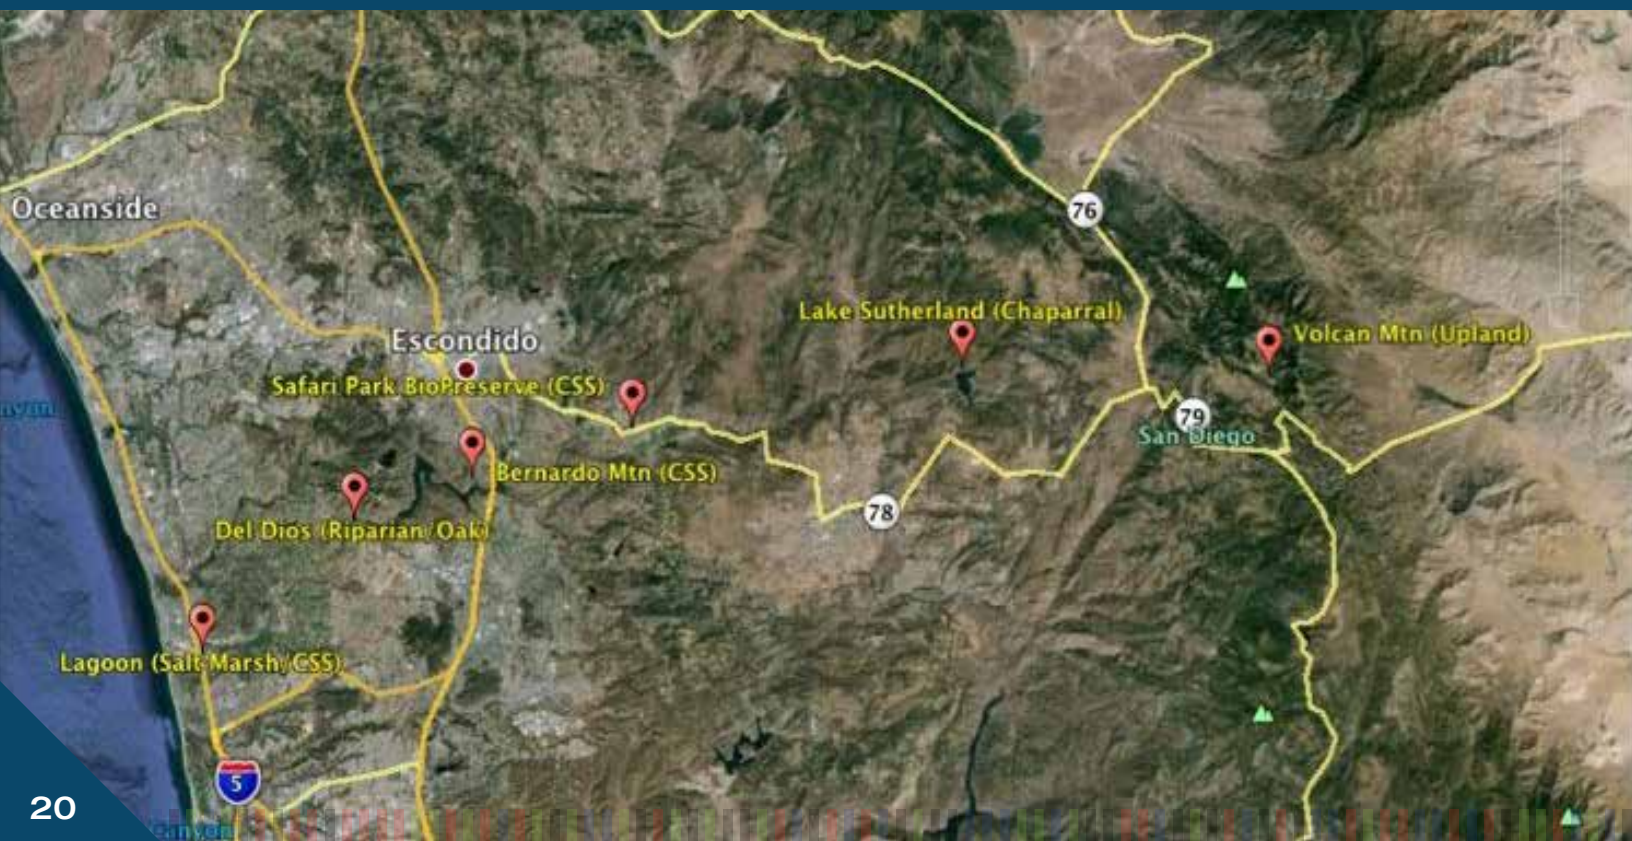 Oceanside
76
Lake Sutherland (Chaparral)
Volcan Mtn (Upland)
Escondido
Safari Park BioPreserve (CSS)
79
San Diego
Bernardo Mtn (CSS)
78
Del Dios (Riparian/Oak)
Lagoon (Salt Marsh/CSS)
5
20